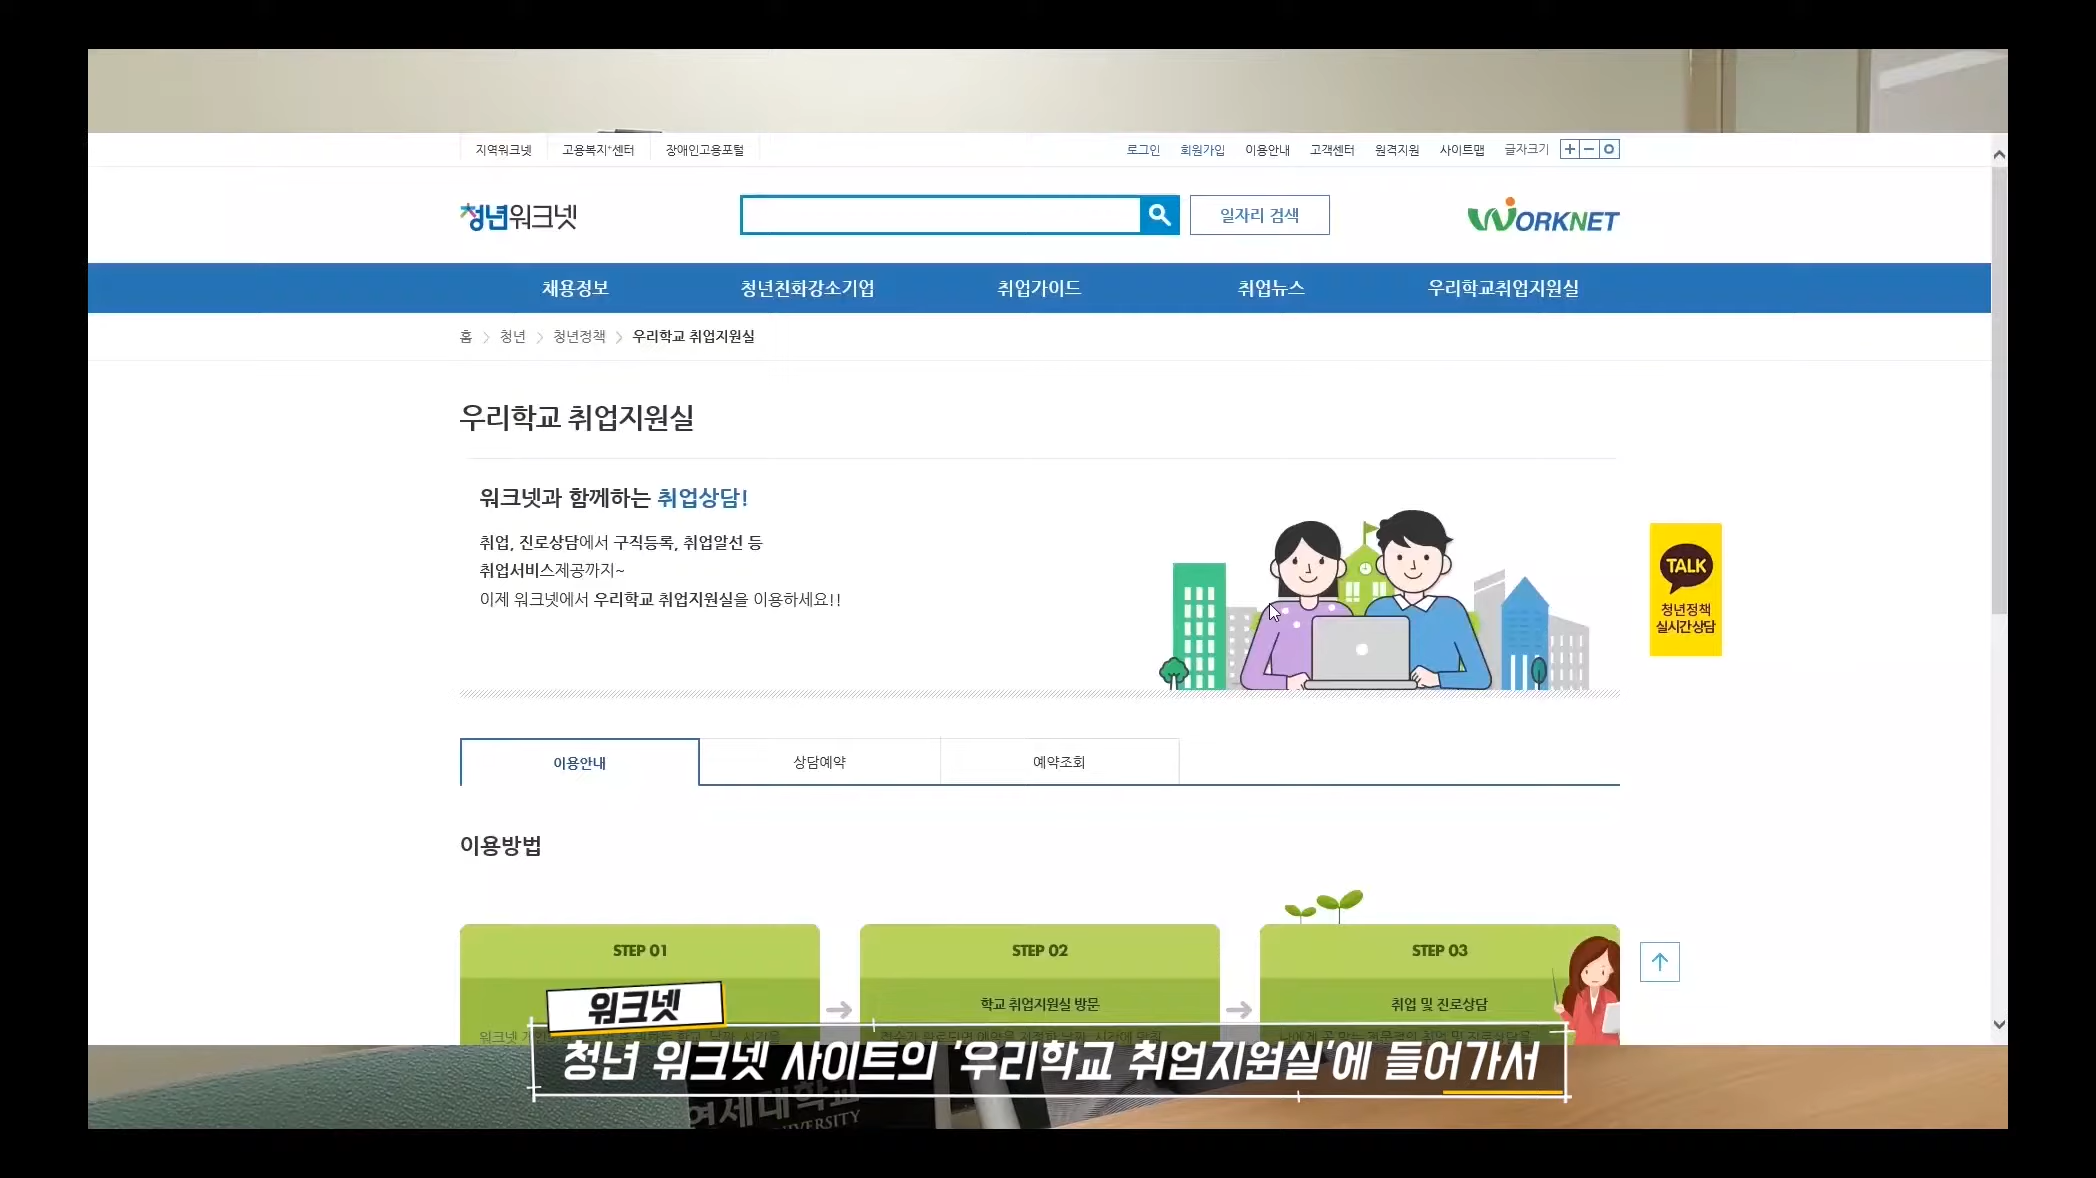 지역워크넷 고용복지+센터 장애인고용포털 로그인 회원가입 이용안내 고객센터 원격지원 사이트맵 글자크기
청년워크넷 일자리 검색 WORKNET
채용정보 청년친화강소기업 취업가이드 취업뉴스 우리학교취업지원실
홈 > 청년 > 청년정책 > 우리학교 취업지원실
우리학교 취업지원실
워크넷과 함께하는 취업상담!
취업, 진로상담에서 구직등록, 취업알선 등
취업서비스제공까지~
이제 워크넷에서 우리학교 취업지원실을 이용하세요!!
TALK
청년정책
실시간상담
이용안내 상담예약 예약조회
이용방법
STEP 01 STEP 02 STEP 03
학교 취업지원실 방문 취업 및 진로상담
워크넷
청년 워크넷 사이트의 '우리학교 취업지원실'에 들어가서
연세대학교